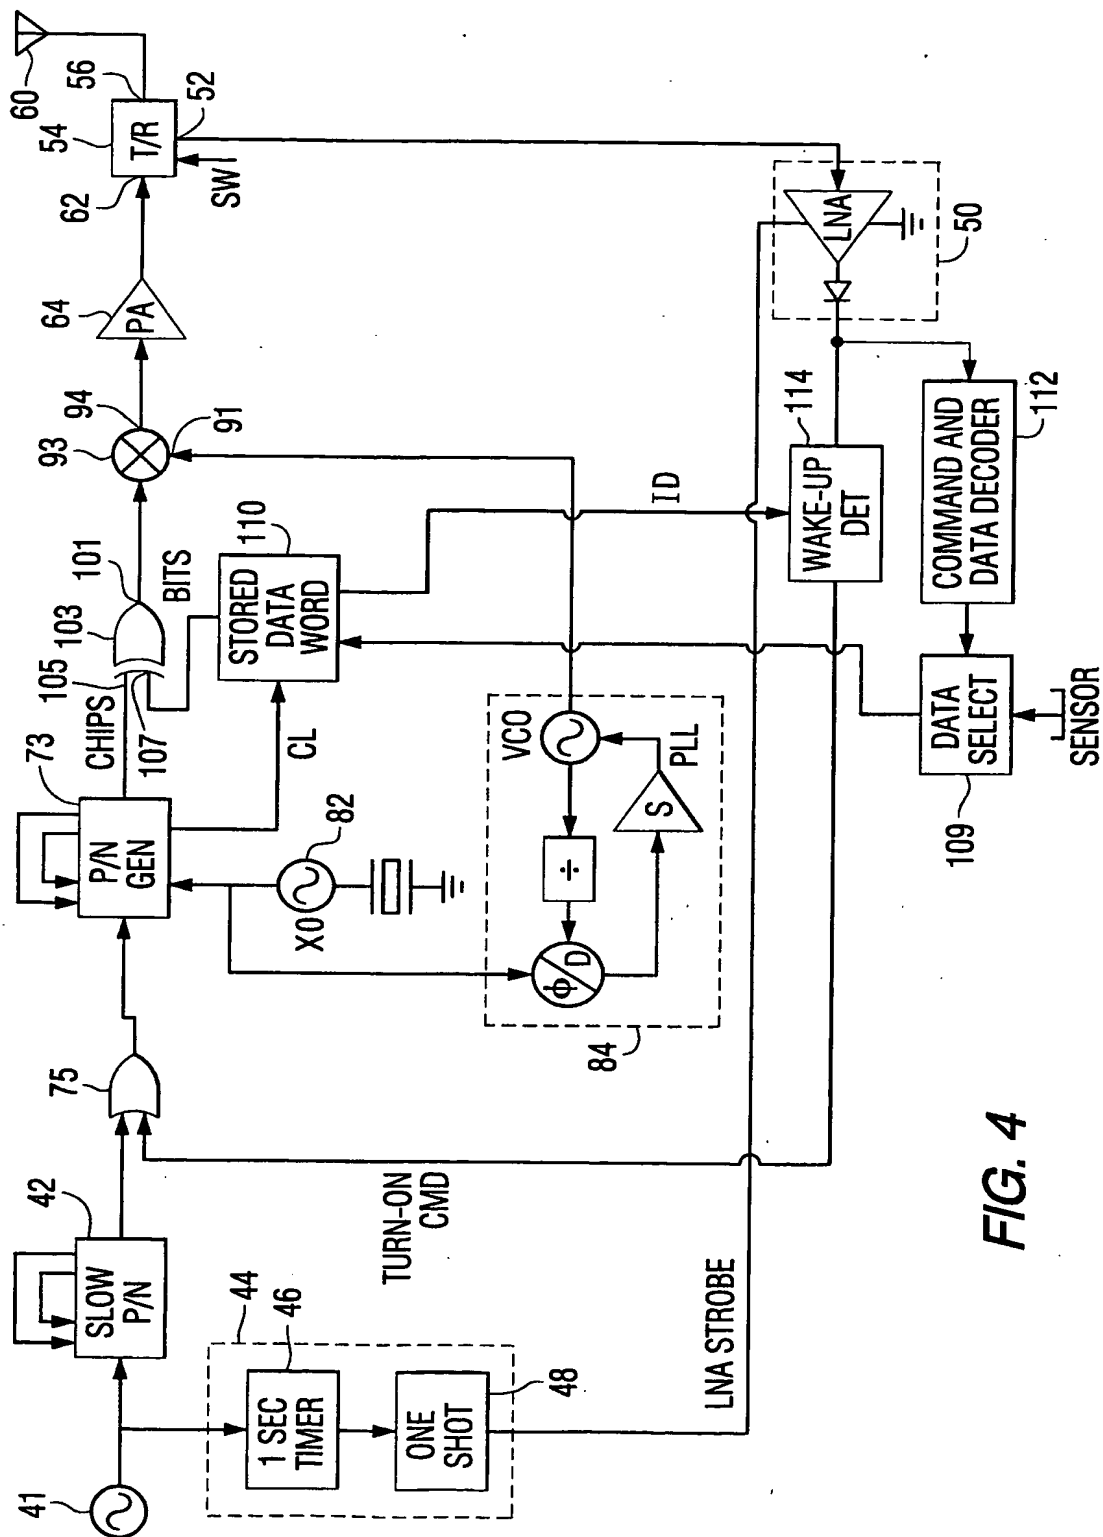 41
SLOW
P/N
42
75
P/N
GEN
73
CHIPS
105
103
101
107
BITS
93
94
91
64
PA
62
T/R
54
56
52
60
SW
44
46
1 SEC
TIMER
ONE
SHOT
48
TURN-ON
CMD
LNA STROBE
CL
STORED
DATA
WORD
110
XO
82
84
ϕ
D
÷
S
VCO
PLL
ID
LNA
50
WAKE-UP
DET
114
COMMAND AND
DATA DECODER
112
DATA
SELECT
109
SENSOR
FIG. 4